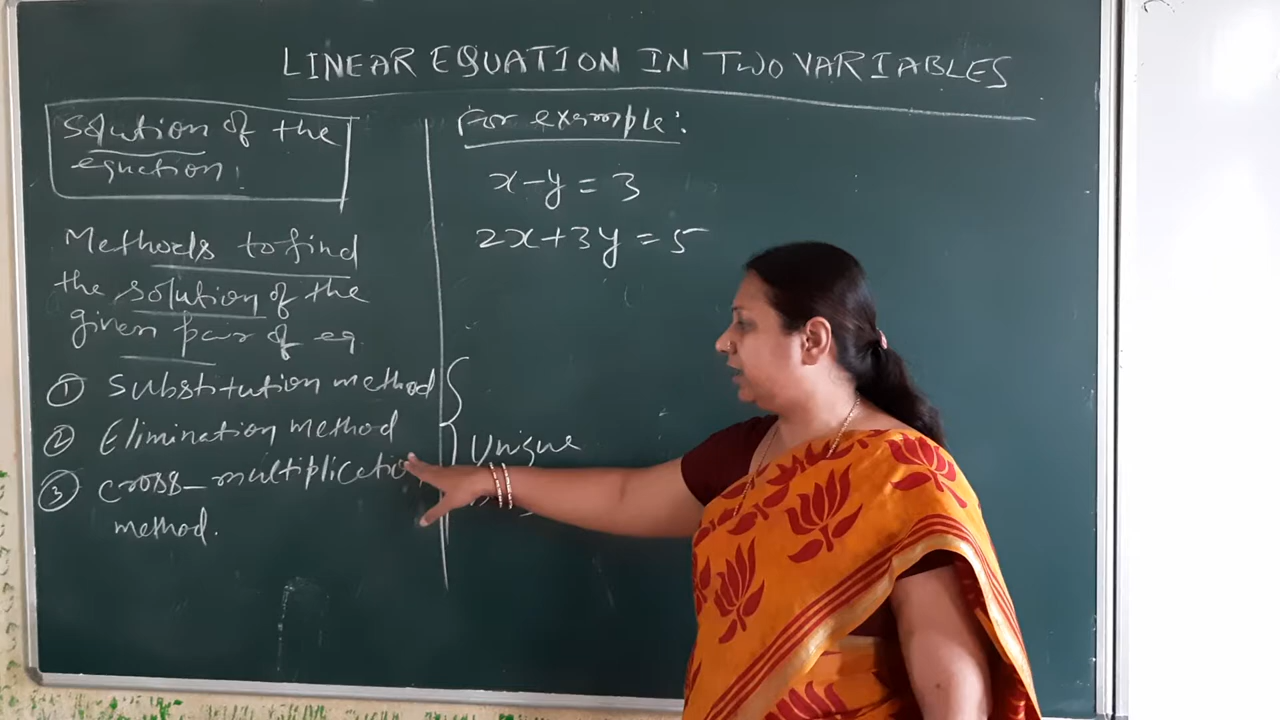 LINEAR EQUATION IN TWO VARIABLES
Solution of the
equation:
Methods to find
the solution of the
given pair of eq.
① Substitution method
② Elimination method
③ cross-multiplicatio
method.
For example:
x-y=3
2x+3y=5
Unique